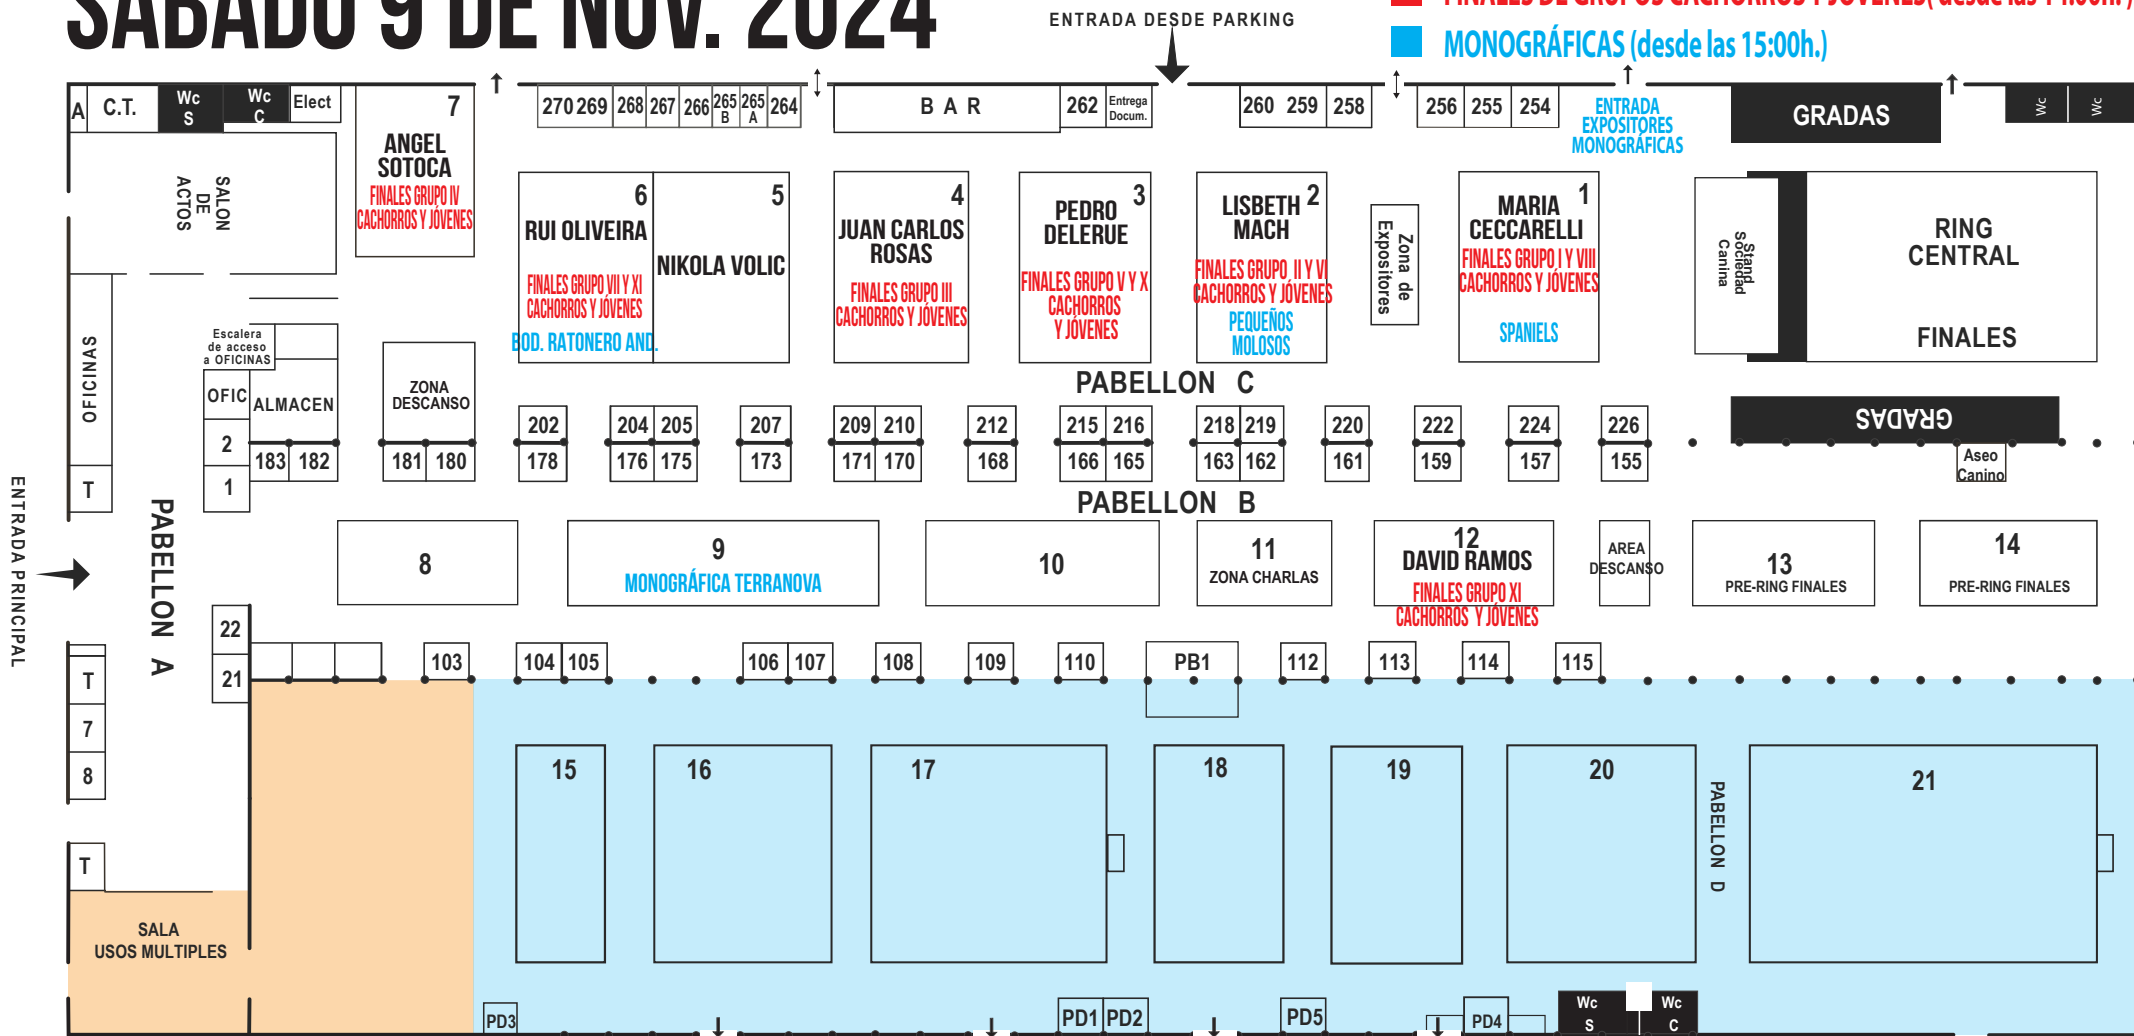 SÁBADO 9 DE NOV. 2024
ENTRADA DESDE PARKING
FINALES DE GRUPOS CACHORROS Y JÓVENES( desde las 14:00h. )
MONOGRÁFICAS (desde las 15:00h.)
A
C.T.
Wc
S
Wc
C
Elect
7
ANGEL
SOTOCA
FINALES GRUPO IV
CACHORROS Y JÓVENES
270 269 268 267 266 265 B 265 A 264
BAR
262
Entrega
Docum.
260 259 258
256 255 254
ENTRADA
EXPOSITORES
MONOGRÁFICAS
GRADAS
Wc
Wc
SALON
DE
ACTOS
6
RUI OLIVEIRA
FINALES GRUPO VII Y XI
CACHORROS Y JÓVENES
BOD. RATONERO AND.
5
NIKOLA VOLIC
4
JUAN CARLOS
ROSAS
FINALES GRUPO III
CACHORROS Y JÓVENES
3
PEDRO
DELERUE
FINALES GRUPO V Y X
CACHORROS
Y JÓVENES
2
LISBETH
MACH
FINALES GRUPO II Y VI
CACHORROS Y JÓVENES
PEQUEÑOS
MOLOSOS
Zona de
Expositores
1
MARIA
CECCARELLI
FINALES GRUPO I Y VIII
CACHORROS Y JÓVENES
SPANIELS
Stand
Sociedad
Canina
RING
CENTRAL
FINALES
OFICINAS
Escalera
de acceso
a OFICINAS
OFIC
ALMACEN
2
1
T
ZONA
DESCANSO
PABELLON C
202 204 205 207 209 210 212 215 216 218 219 220 222 224 226
GRADAS
183 182 181 180 178 176 175 173 171 170 168 166 165 163 162 161 159 157 155
Aseo
Canino
PABELLON B
ENTRADA PRINCIPAL
PABELLON A
8
9
MONOGRÁFICA TERRANOVA
10
11
ZONA CHARLAS
12
DAVID RAMOS
FINALES GRUPO XI
CACHORROS Y JÓVENES
AREA
DESCANSO
13
PRE-RING FINALES
14
PRE-RING FINALES
22
21
103 104 105 106 107 108 109 110 PB1 112 113 114 115
T
7
8
T
15
16
17
18
19
20
PABELLON D
21
SALA
USOS MULTIPLES
PD3
PD1 PD2
PD5
PD4
Wc
S
Wc
C